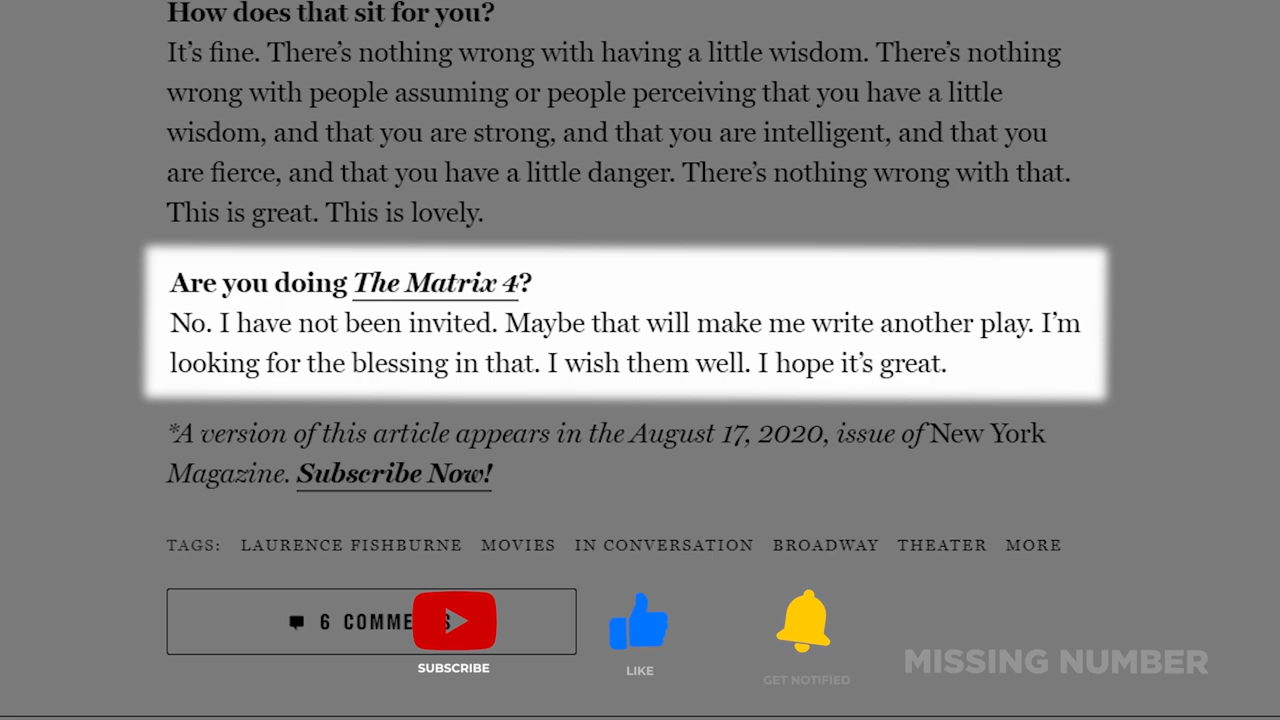 How does that sit for you?
It’s fine. There’s nothing wrong with having a little wisdom. There’s nothing
wrong with people assuming or people perceiving that you have a little
wisdom, and that you are strong, and that you are intelligent, and that you
are fierce, and that you have a little danger. There’s nothing wrong with that.
This is great. This is lovely.
Are you doing The Matrix 4?
No. I have not been invited. Maybe that will make me write another play. I’m
looking for the blessing in that. I wish them well. I hope it’s great.
*A version of this article appears in the August 17, 2020, issue of New York
Magazine. Subscribe Now!
TAGS: LAURENCE FISHBURNE MOVIES IN CONVERSATION BROADWAY THEATER MORE
6 COMME S
SUBSCRIBE
LIKE
GET NOTIFIED
MISSING NUMBER